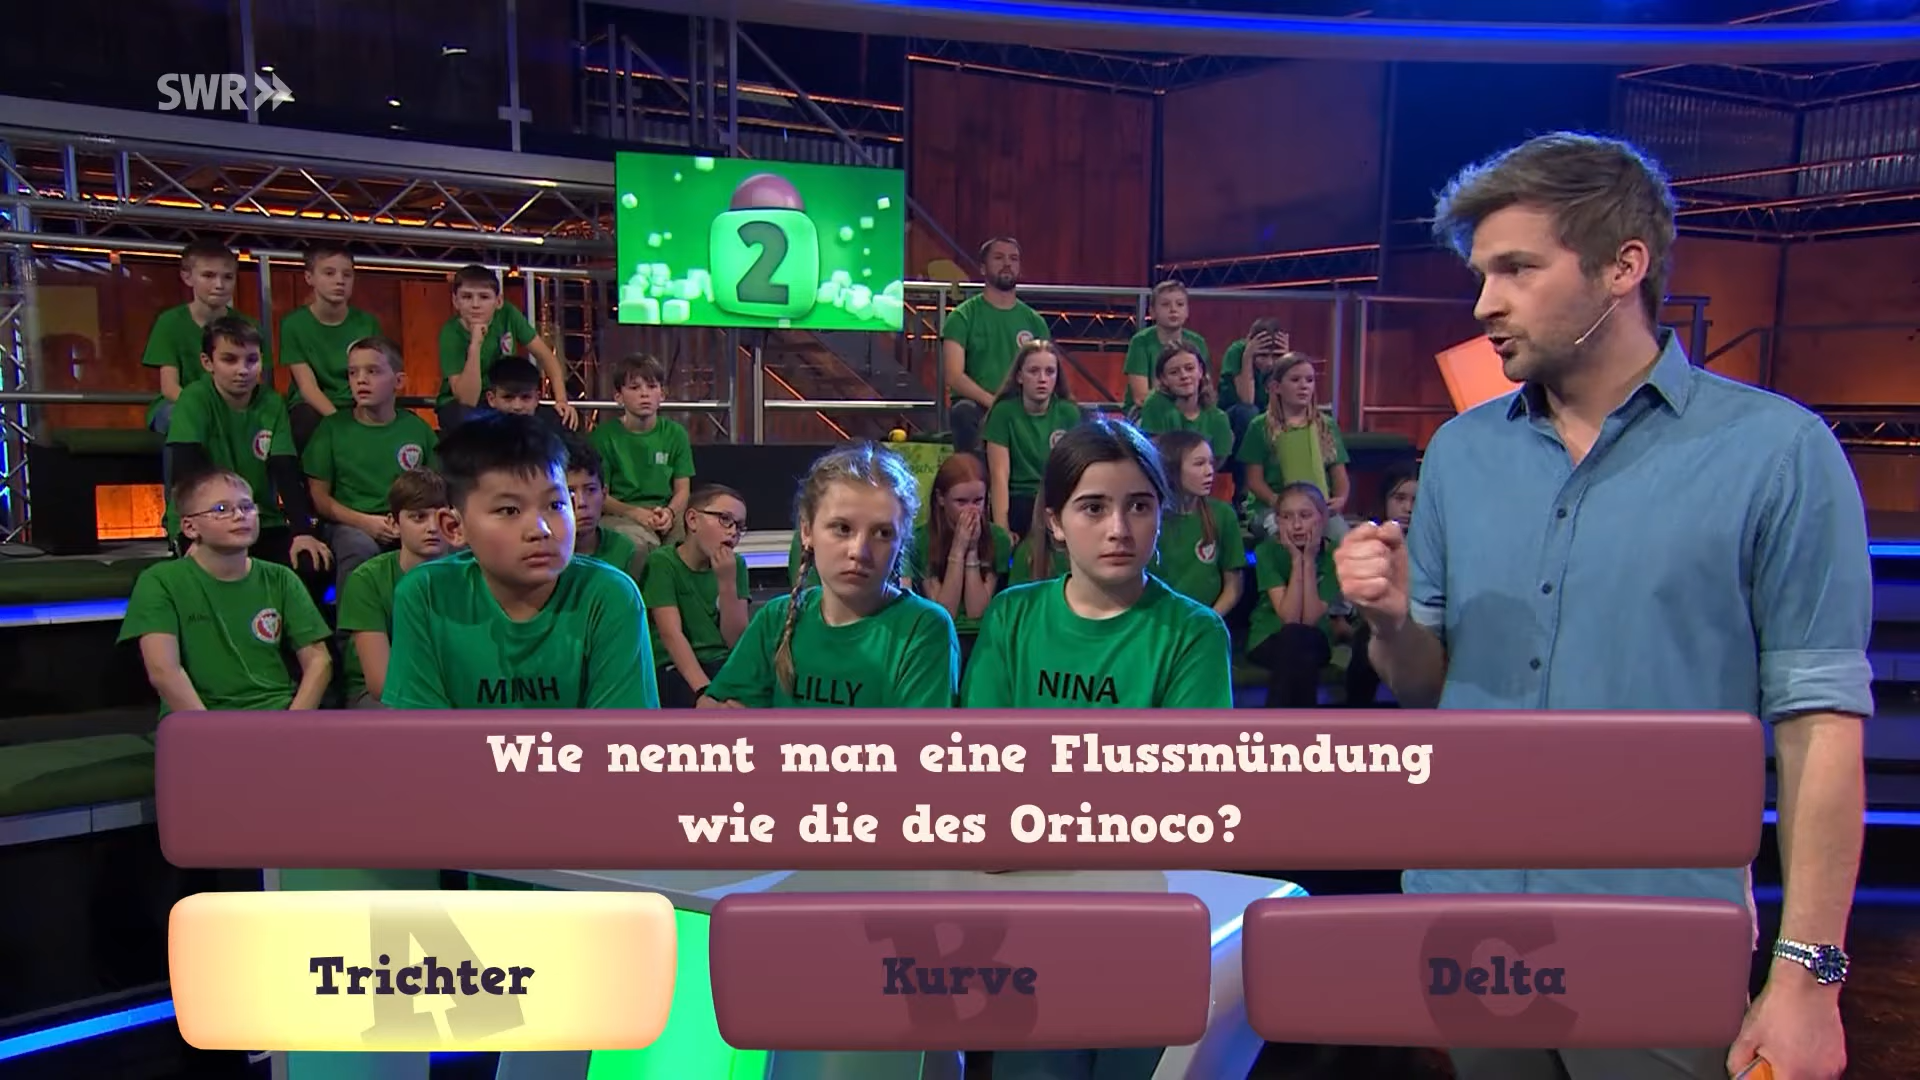 SWR
2
MINH
LILLY
NINA
Wie nennt man eine Flussmündung
wie die des Orinoco?
A
Trichter
B
Kurve
C
Delta